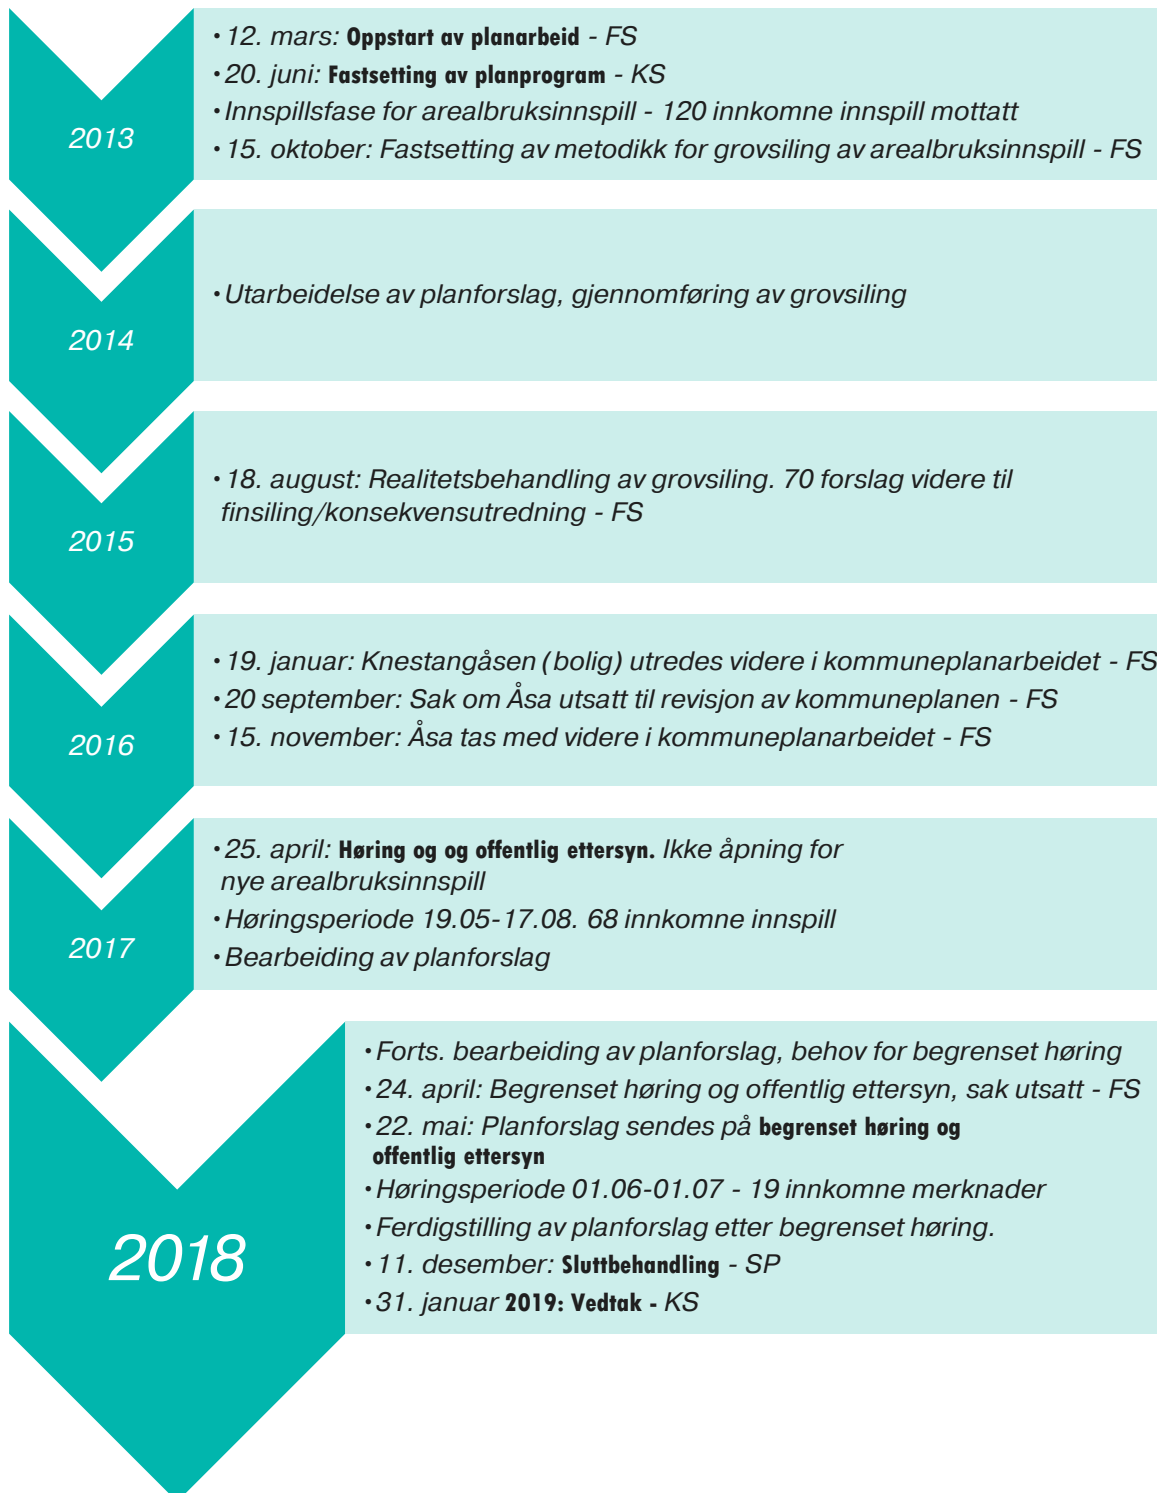 2013
• 12. mars: Oppstart av planarbeid - FS
• 20. juni: Fastsetting av planprogram - KS
• Innspillsfase for arealbruksinnspill - 120 innkomne innspill mottatt
• 15. oktober: Fastsetting av metodikk for grovsiling av arealbruksinnspill - FS
2014
• Utarbeidelse av planforslag, gjennomføring av grovsiling
2015
• 18. august: Realitetsbehandling av grovsiling. 70 forslag videre til
finsiling/konsekvensutredning - FS
2016
• 19. januar: Knestangåsen (bolig) utredes videre i kommuneplanarbeidet - FS
• 20 september: Sak om Åsa utsatt til revisjon av kommuneplanen - FS
• 15. november: Åsa tas med videre i kommuneplanarbeidet - FS
2017
• 25. april: Høring og og offentlig ettersyn. Ikke åpning for
nye arealbruksinnspill
• Høringsperiode 19.05-17.08. 68 innkomne innspill
• Bearbeiding av planforslag
2018
• Forts. bearbeiding av planforslag, behov for begrenset høring
• 24. april: Begrenset høring og offentlig ettersyn, sak utsatt - FS
• 22. mai: Planforslag sendes på begrenset høring og
offentlig ettersyn
• Høringsperiode 01.06-01.07 - 19 innkomne merknader
• Ferdigstilling av planforslag etter begrenset høring.
• 11. desember: Sluttbehandling - SP
• 31. januar 2019: Vedtak - KS